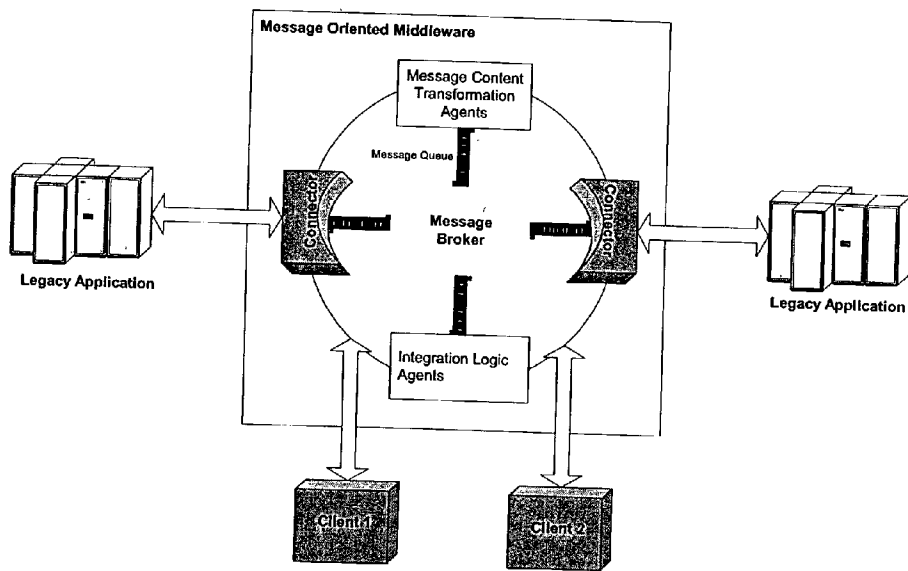 Message Oriented Middleware
Message Content
Transformation
Agents
Message Queue
Connector
Connector
Message
Broker
Legacy Application
Legacy Application
Integration Logic
Agents
Client 1
Client 2